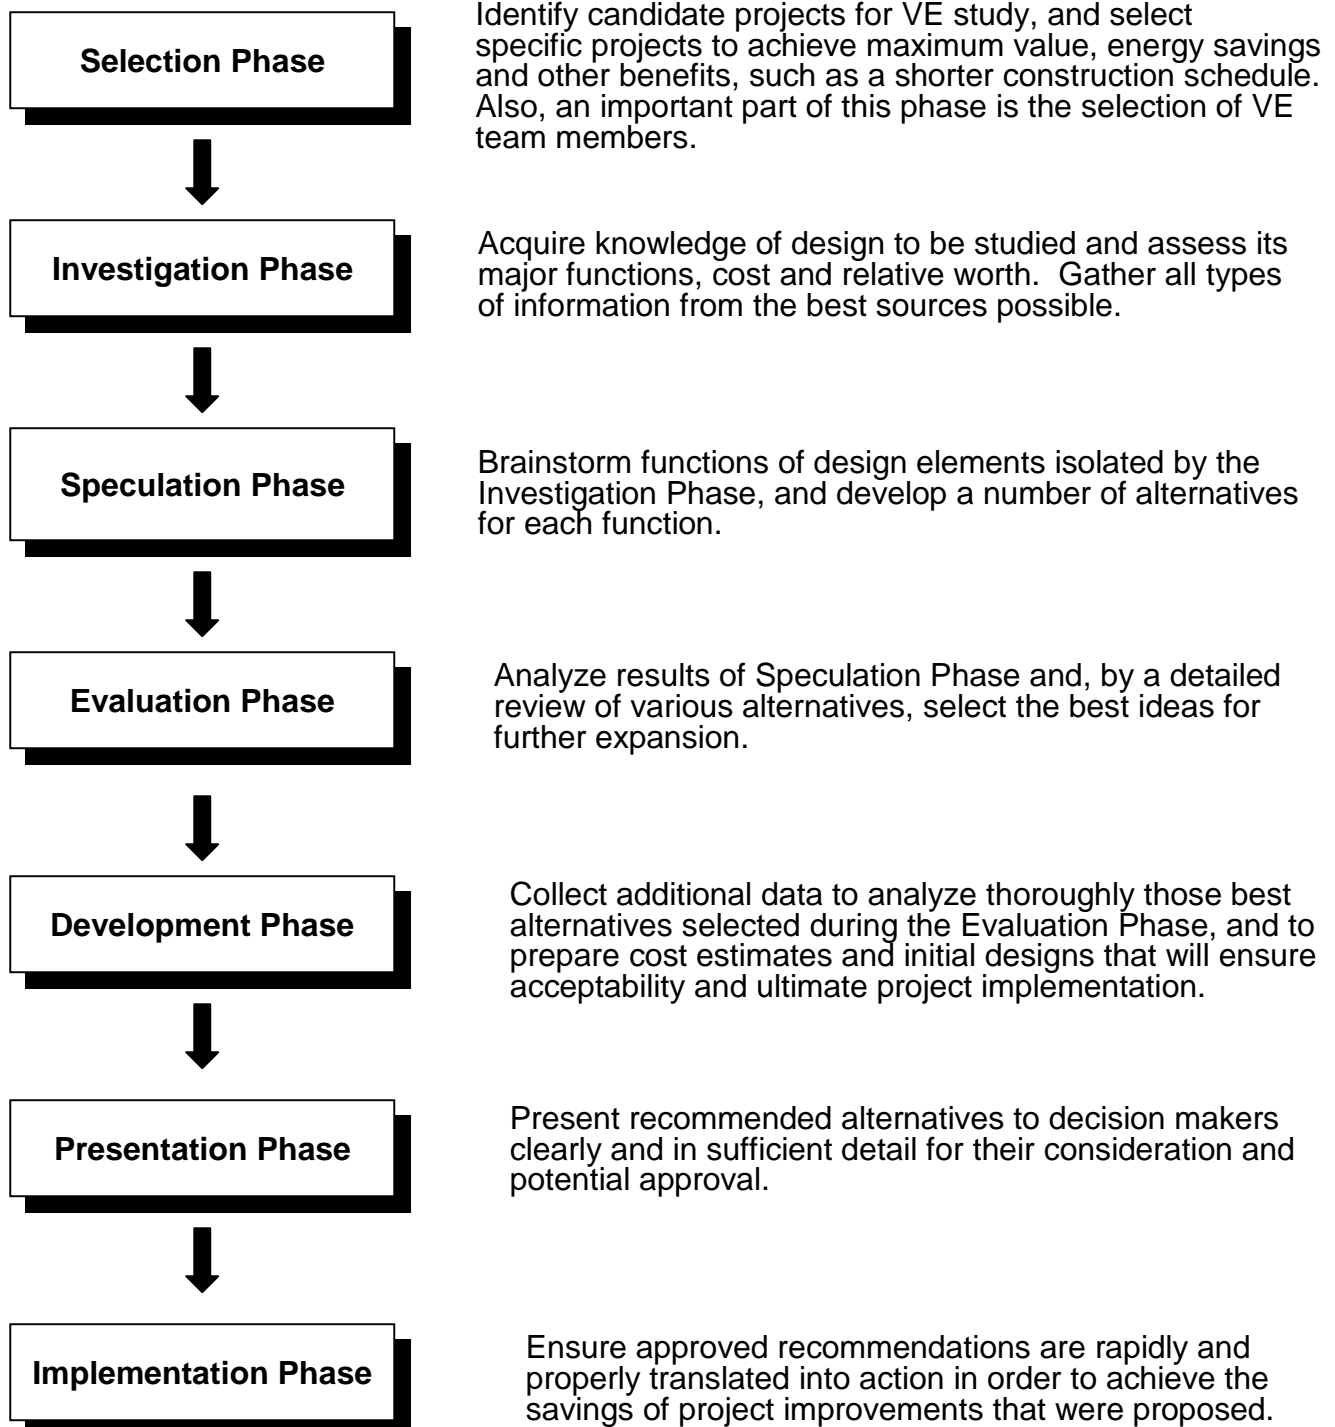 Selection Phase
Identify candidate projects for VE study, and select
specific projects to achieve maximum value, energy savings
and other benefits, such as a shorter construction schedule.
Also, an important part of this phase is the selection of VE
team members.
Investigation Phase
Acquire knowledge of design to be studied and assess its
major functions, cost and relative worth.  Gather all types
of information from the best sources possible.
Speculation Phase
Brainstorm functions of design elements isolated by the
Investigation Phase, and develop a number of alternatives
for each function.
Evaluation Phase
Analyze results of Speculation Phase and, by a detailed
review of various alternatives, select the best ideas for
further expansion.
Development Phase
Collect additional data to analyze thoroughly those best
alternatives selected during the Evaluation Phase, and to
prepare cost estimates and initial designs that will ensure
acceptability and ultimate project implementation.
Presentation Phase
Present recommended alternatives to decision makers
clearly and in sufficient detail for their consideration and
potential approval.
Implementation Phase
Ensure approved recommendations are rapidly and
properly translated into action in order to achieve the
savings of project improvements that were proposed.